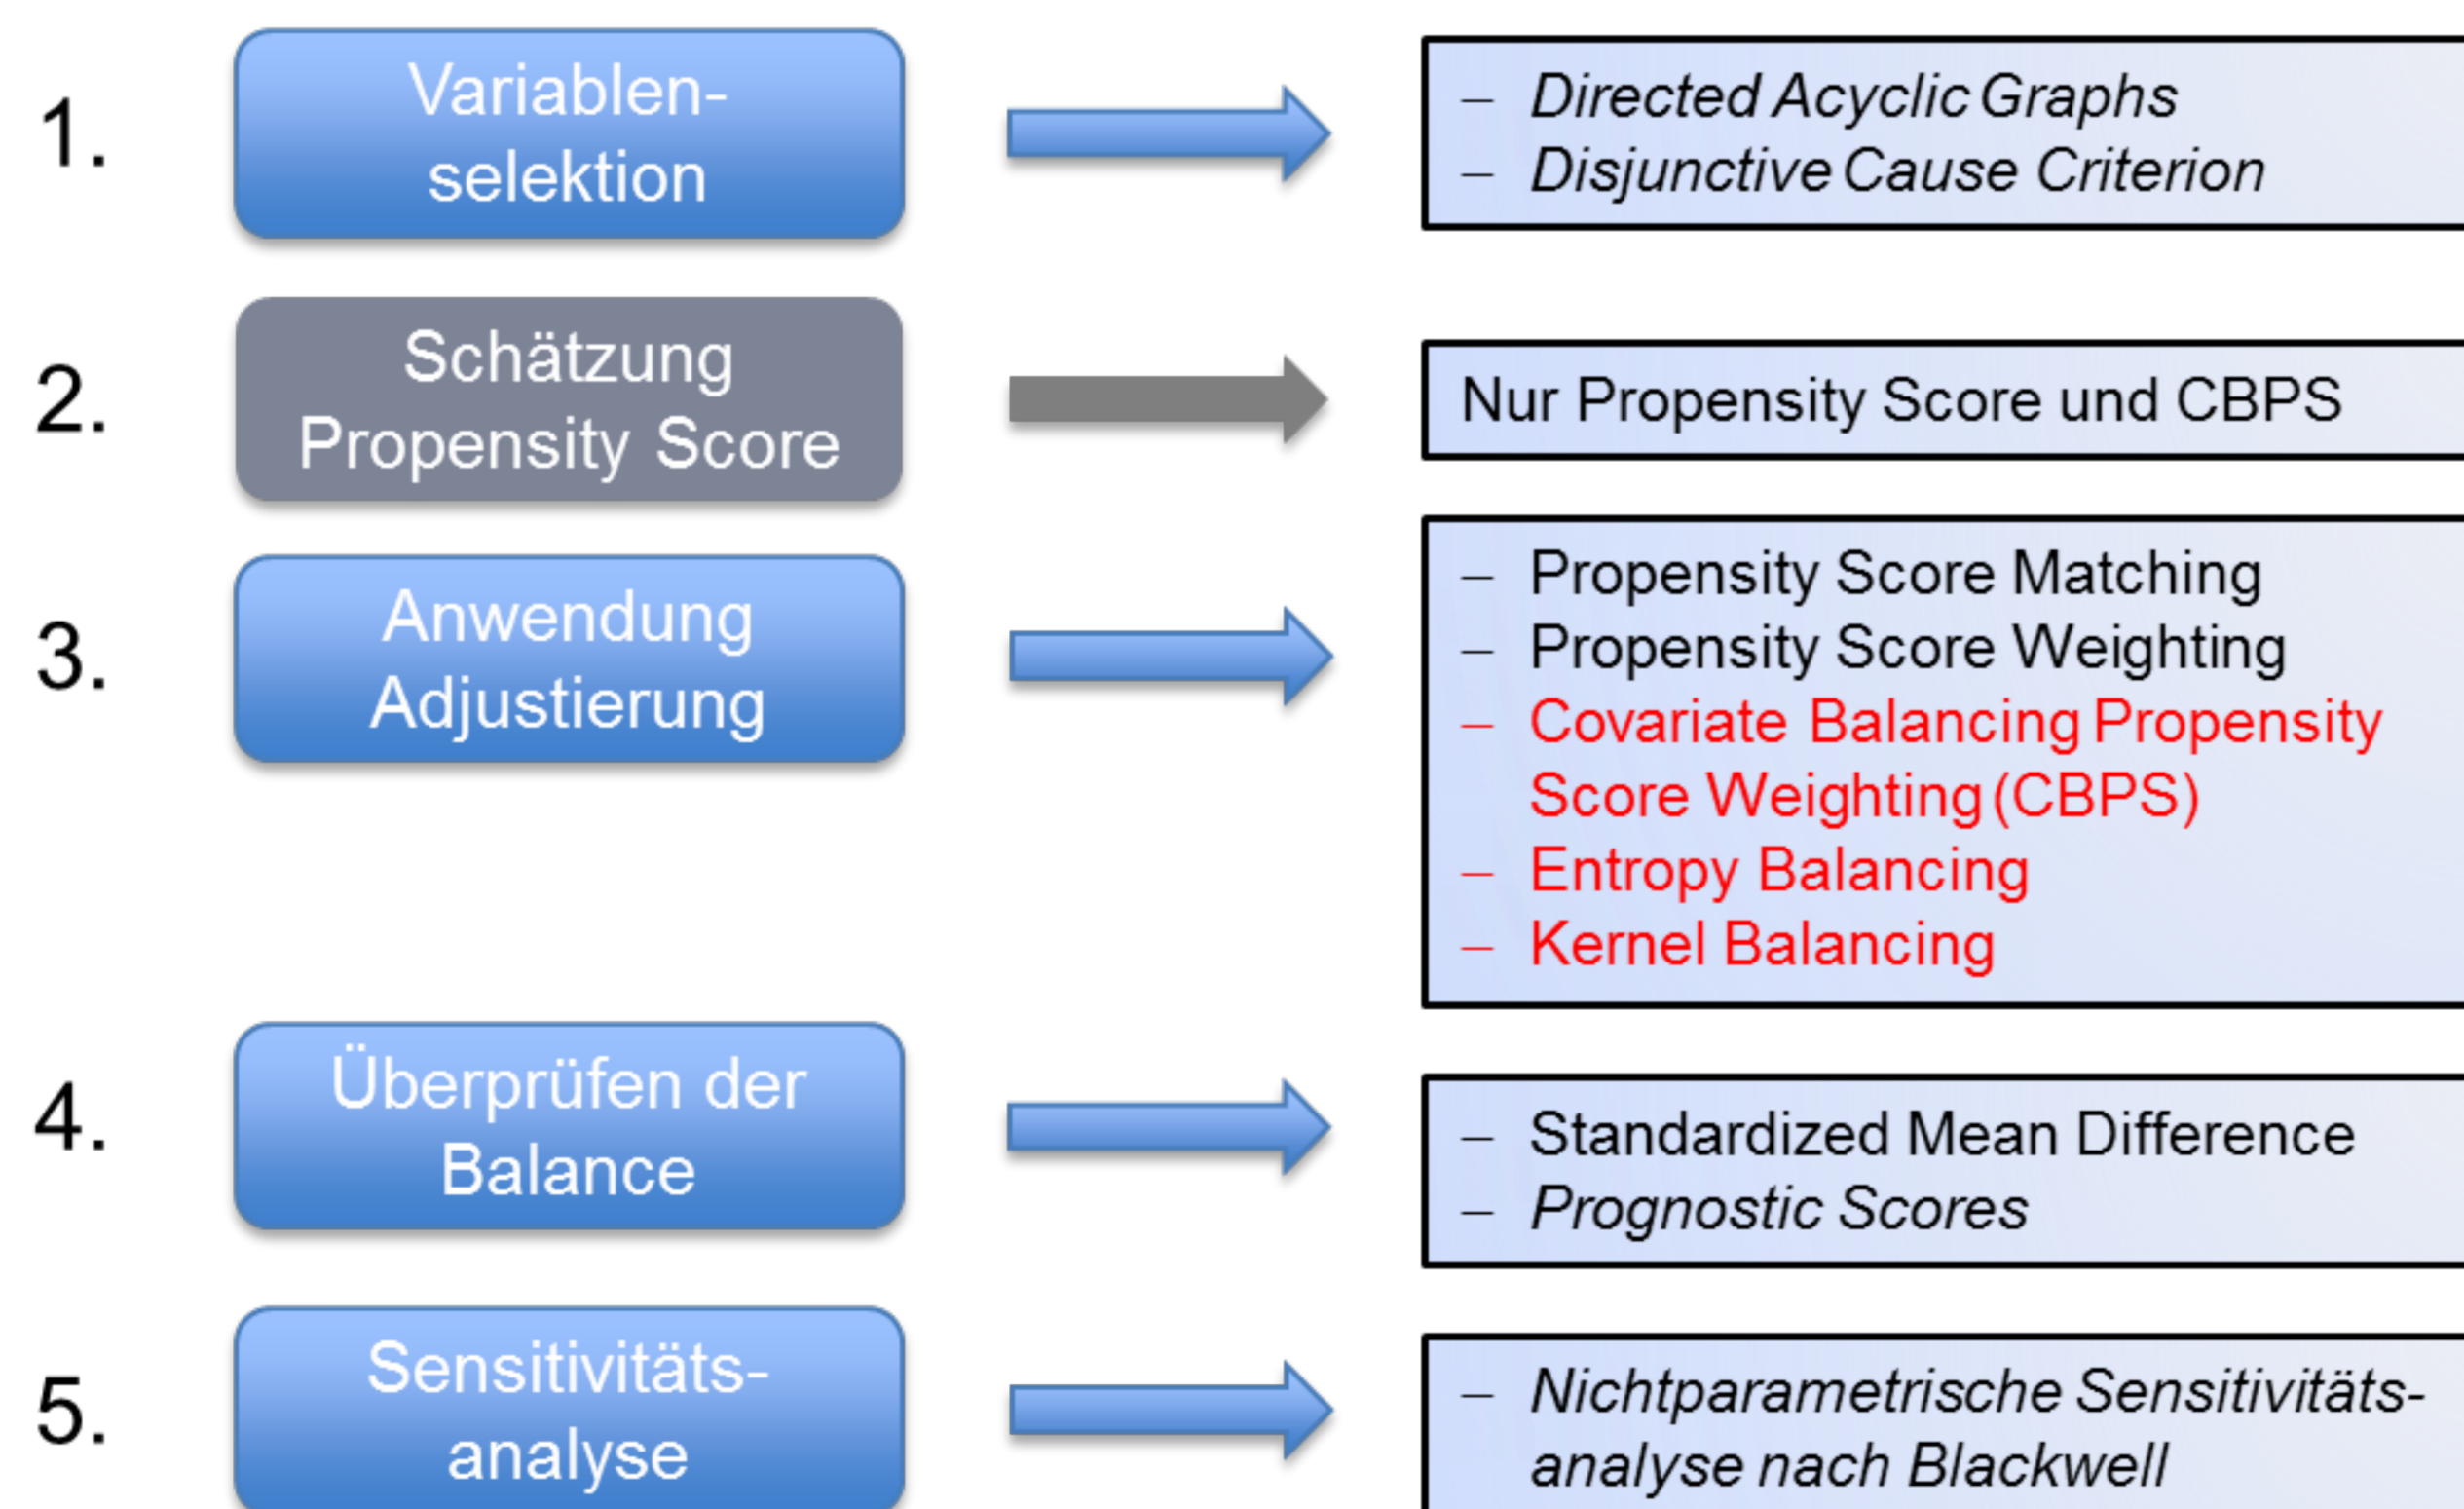 1.
Variablen-
selektion
– Directed Acyclic Graphs
– Disjunctive Cause Criterion
2.
Schätzung
Propensity Score
Nur Propensity Score und CBPS
3.
Anwendung
Adjustierung
– Propensity Score Matching
– Propensity Score Weighting
– Covariate Balancing Propensity
Score Weighting (CBPS)
– Entropy Balancing
– Kernel Balancing
4.
Überprüfen der
Balance
– Standardized Mean Difference
– Prognostic Scores
5.
Sensitivitäts-
analyse
– Nichtparametrische Sensitivitäts-
analyse nach Blackwell